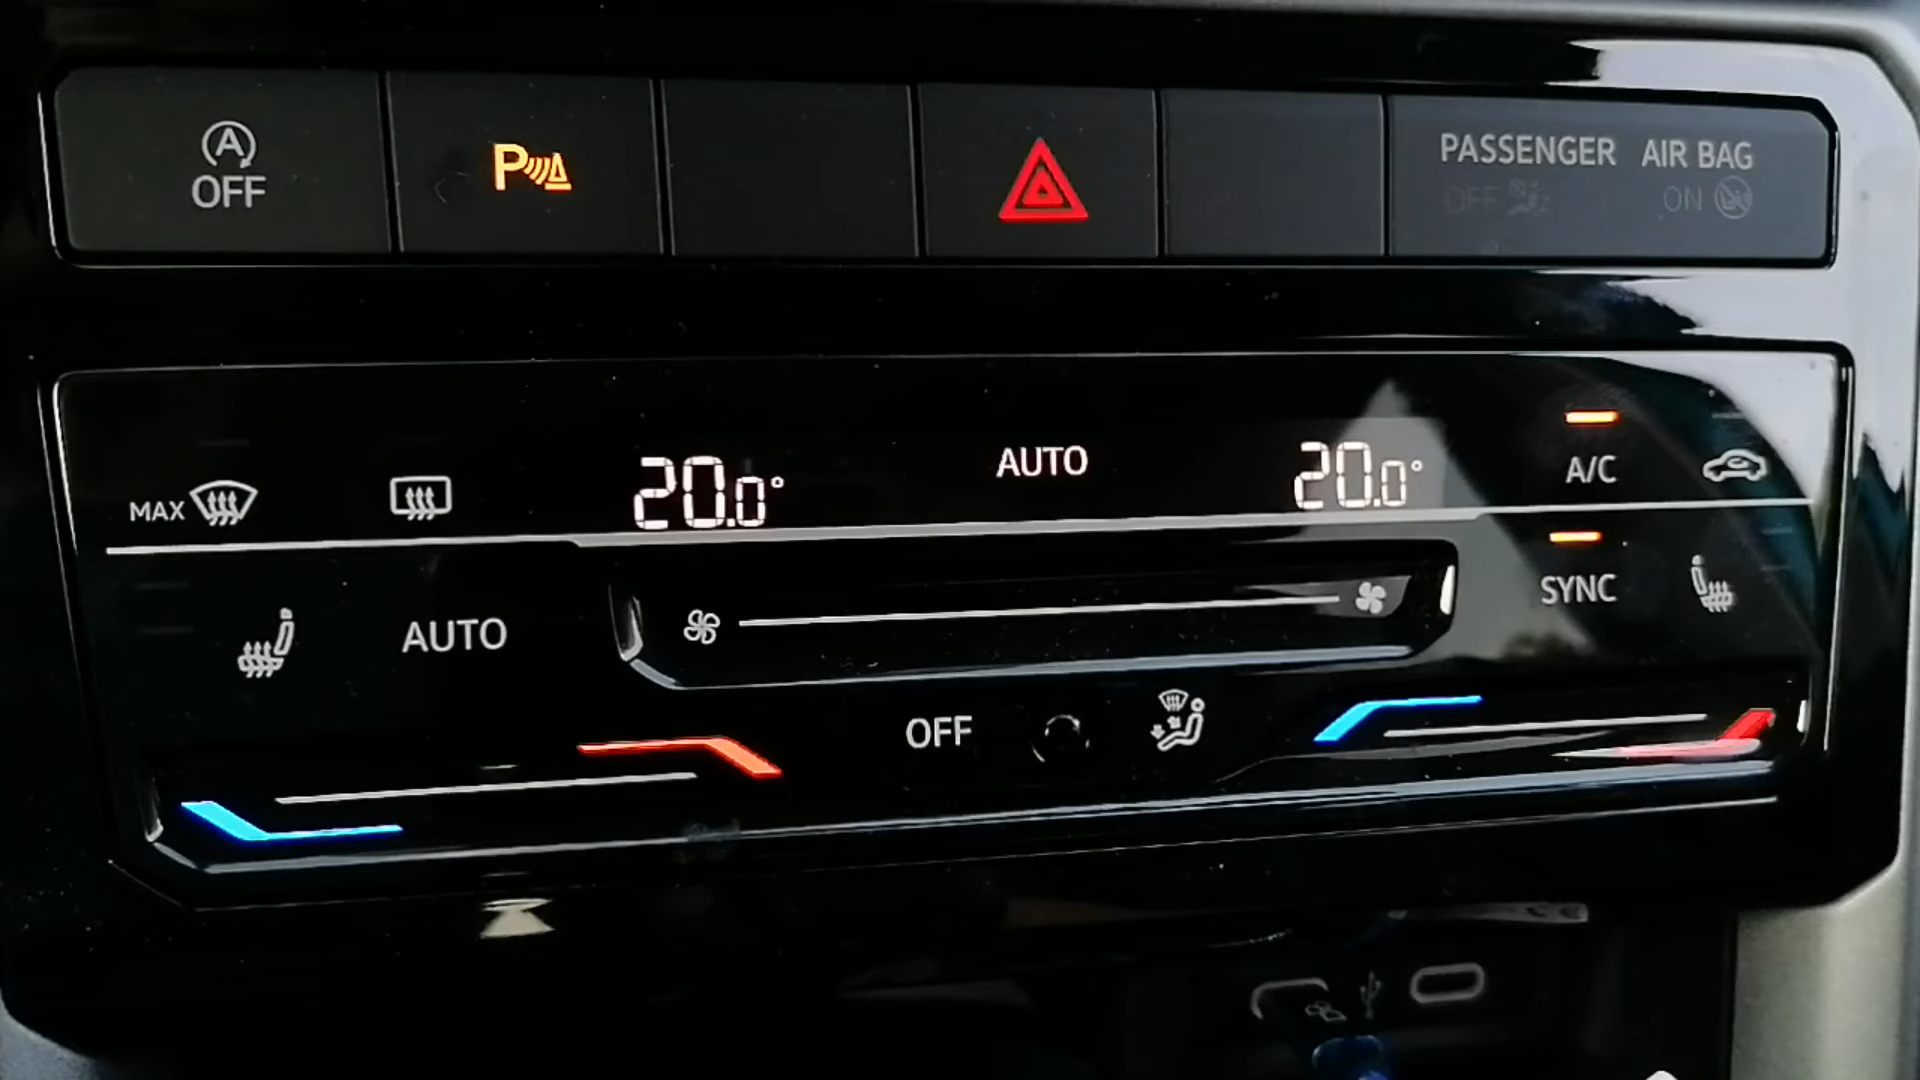 A
OFF
P
PASSENGER AIR BAG
OFF
ON
MAX
20.0°
AUTO
20.0°
A/C
AUTO
SYNC
OFF